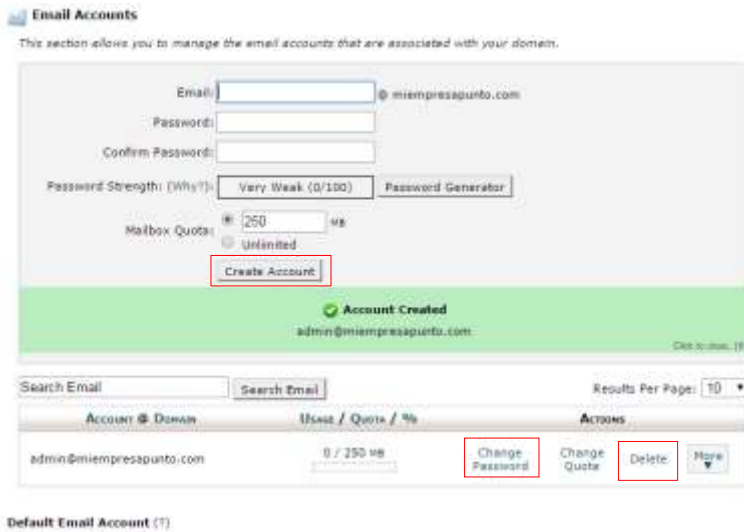 Email Accounts
This section allows you to manage the email accounts that are associated with your domain.
Email: @ miempresapunto.com
Password:
Confirm Password:
Password Strength: (Why?): Very Weak (0/100) Password Generator
Mailbox Quota: 250 MB
Unlimited
Create Account
Account Created
admin@miempresapunto.com
Click to close.
Search Email Search Email Results Per Page: 10
Account @ Domain Usage / Quota / % Actions
admin@miempresapunto.com 0 / 250 MB Change Password Change Quota Delete More
Default Email Account (?)